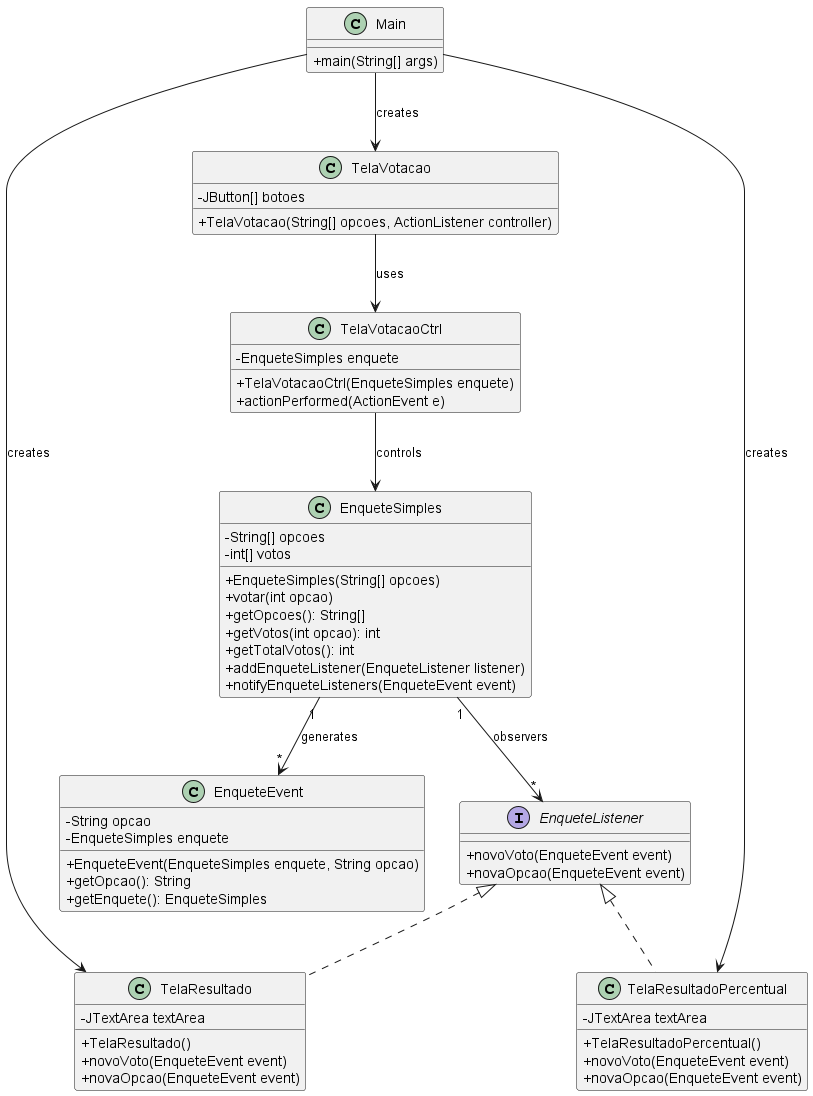 C Main
+main(String[] args)
creates
C TelaVotacao
-JButton[] botoes
+TelaVotacao(String[] opcoes, ActionListener controller)
uses
C TelaVotacaoCtrl
-EnqueteSimples enquete
+TelaVotacaoCtrl(EnqueteSimples enquete)
+actionPerformed(ActionEvent e)
creates
controls
creates
C EnqueteSimples
-String[] opcoes
-int[] votos
+EnqueteSimples(String[] opcoes)
+votar(int opcao)
+getOpcoes(): String[]
+getVotos(int opcao): int
+getTotalVotos(): int
+addEnqueteListener(EnqueteListener listener)
+notifyEnqueteListeners(EnqueteEvent event)
1
1
generates
observers
*
*
C EnqueteEvent
-String opcao
-EnqueteSimples enquete
+EnqueteEvent(EnqueteSimples enquete, String opcao)
+getOpcao(): String
+getEnquete(): EnqueteSimples
I EnqueteListener
+novoVoto(EnqueteEvent event)
+novaOpcao(EnqueteEvent event)
C TelaResultado
-JTextArea textArea
+TelaResultado()
+novoVoto(EnqueteEvent event)
+novaOpcao(EnqueteEvent event)
C TelaResultadoPercentual
-JTextArea textArea
+TelaResultadoPercentual()
+novoVoto(EnqueteEvent event)
+novaOpcao(EnqueteEvent event)